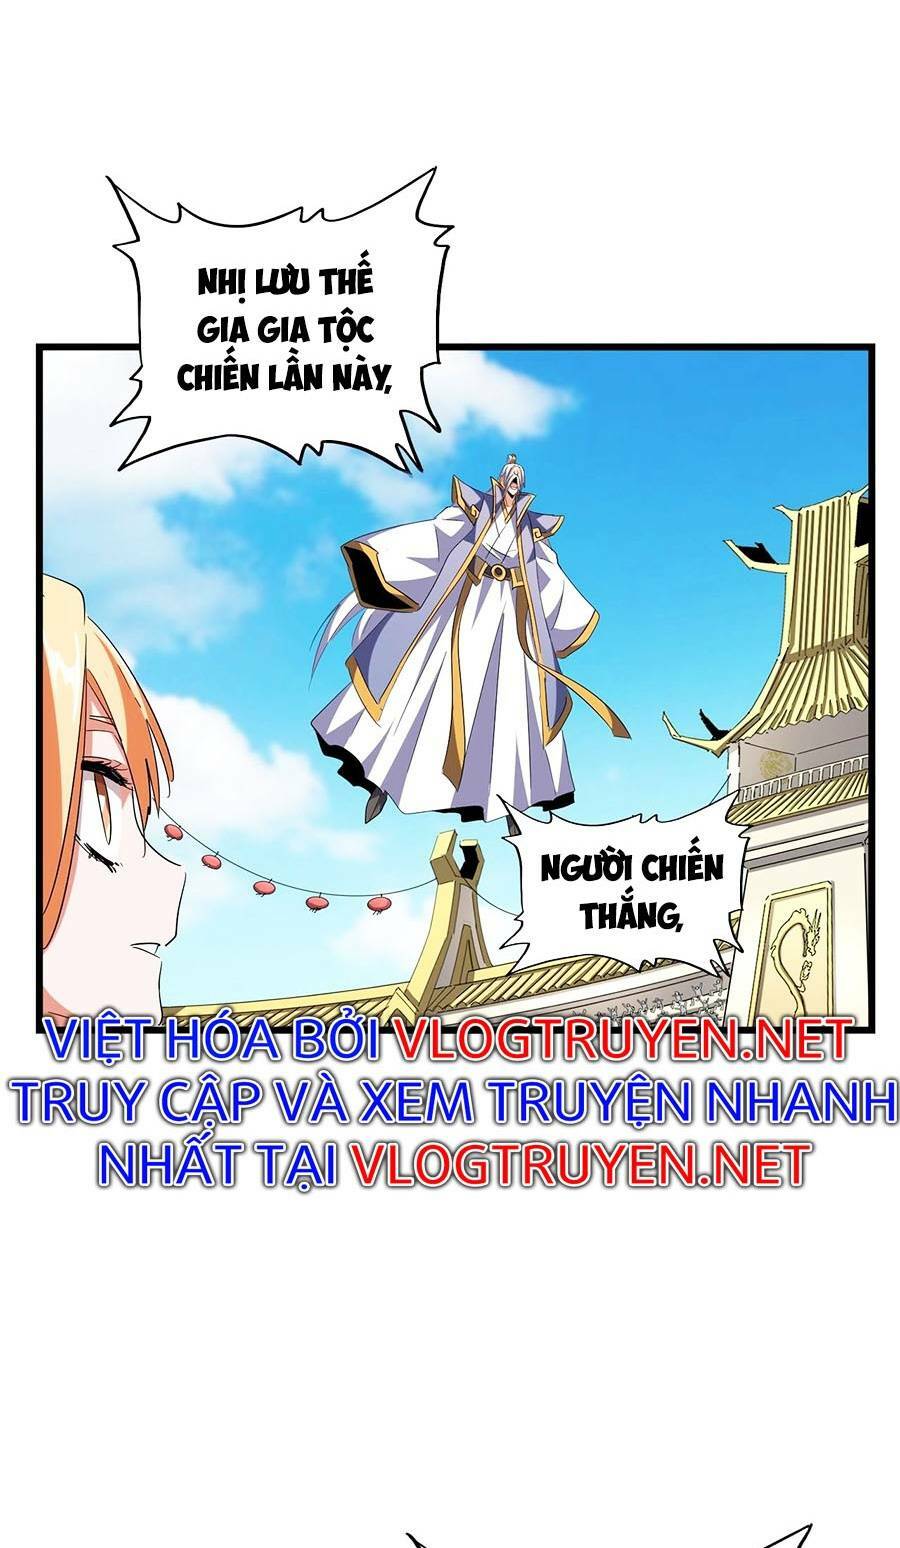 NHỊ LƯU THẾ
GIA GIA TỘC
CHIẾN LẦN NÀY,
NGƯỜI CHIẾN
THẮNG,
VIỆT HÓA BỞI VLOGTRUYEN.NET
TRUY CẬP VÀ XEM TRUYỆN NHANH
NHẤT TẠI VLOGTRUYEN.NET